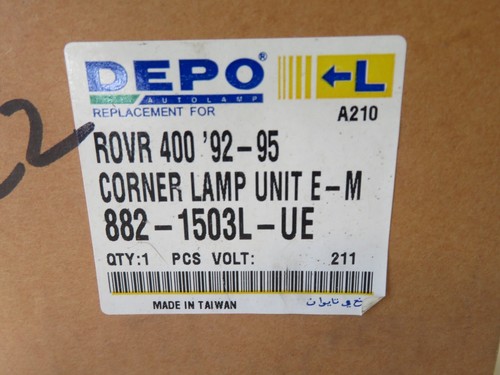 DEPO® ←L
AUTOLAMP
REPLACEMENT FOR A210
ROVR 400 '92-95
CORNER LAMP UNIT E-M
882-1503L-UE
QTY:1 PCS VOLT: 211
MADE IN TAIWAN